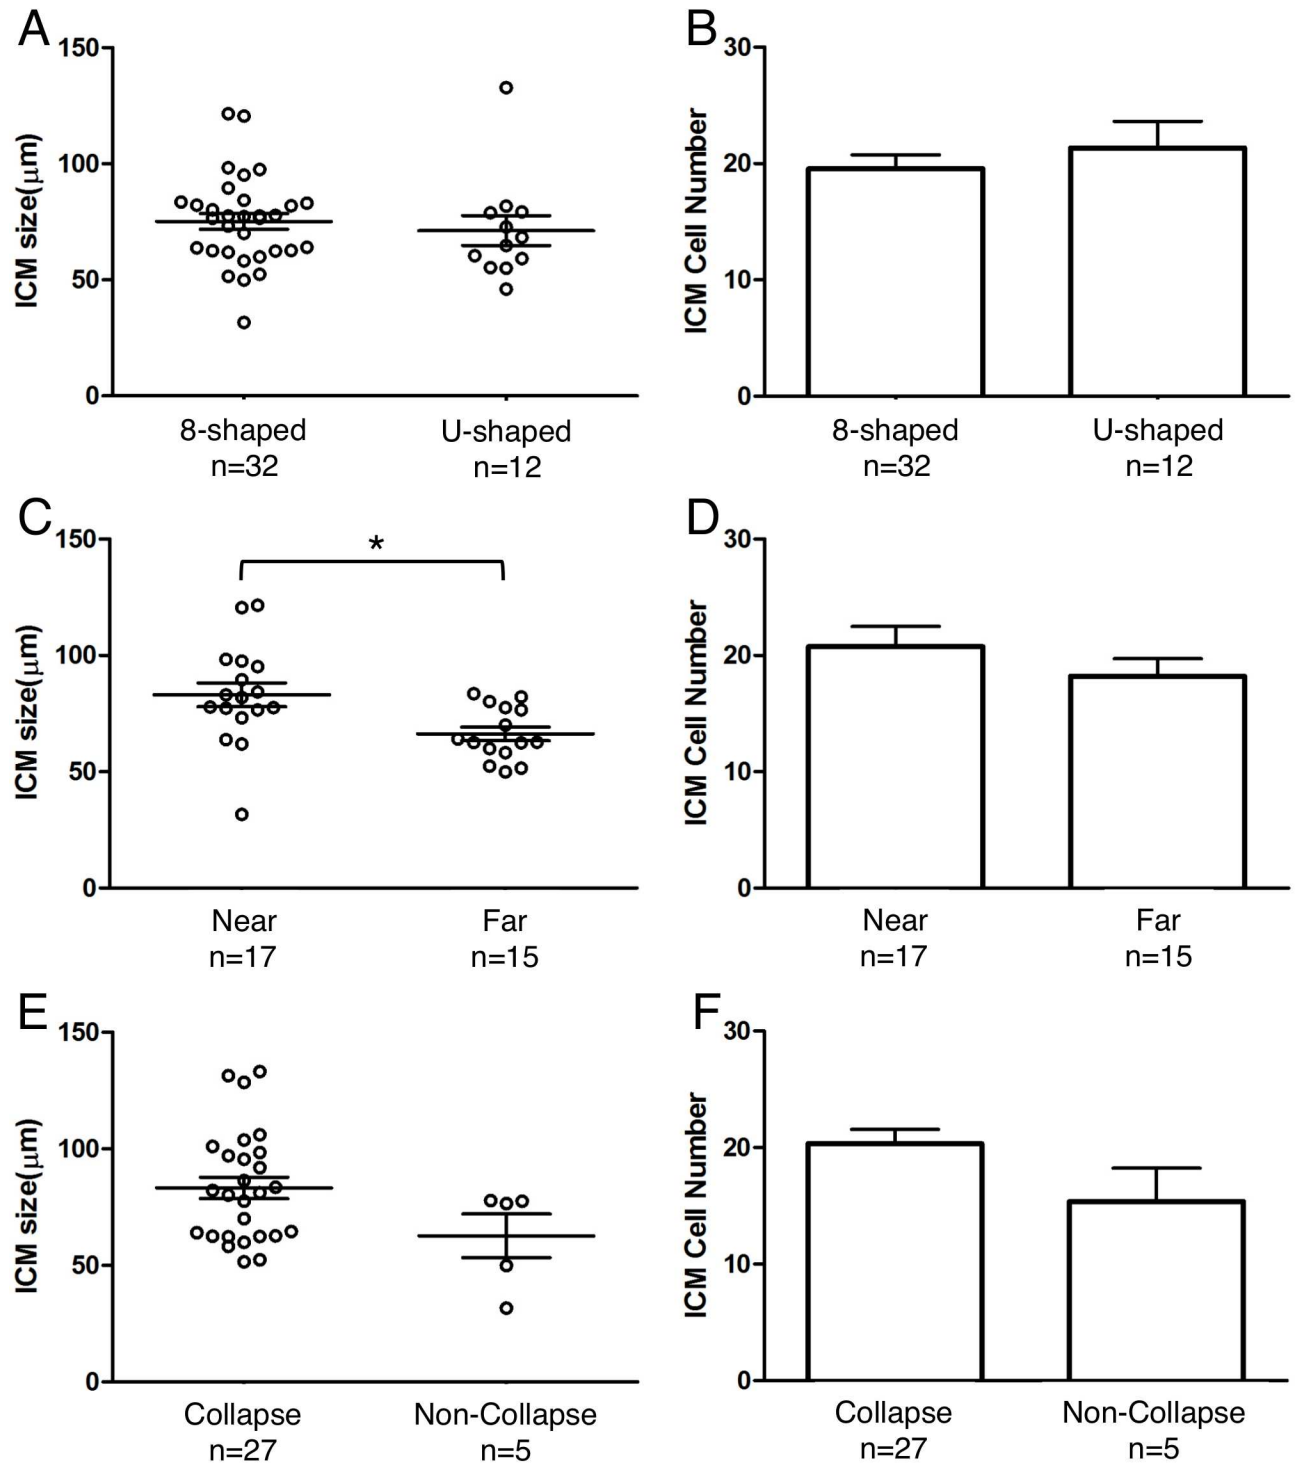 A
150
100
50
0
ICM size(μm)
8-shaped
n=32
U-shaped
n=12
B
30
20
10
0
ICM Cell Number
8-shaped
n=32
U-shaped
n=12
C
150
100
50
0
ICM size(μm)
*
Near
n=17
Far
n=15
D
30
20
10
0
ICM Cell Number
Near
n=17
Far
n=15
E
150
100
50
0
ICM size(μm)
Collapse
n=27
Non-Collapse
n=5
F
30
20
10
0
ICM Cell Number
Collapse
n=27
Non-Collapse
n=5